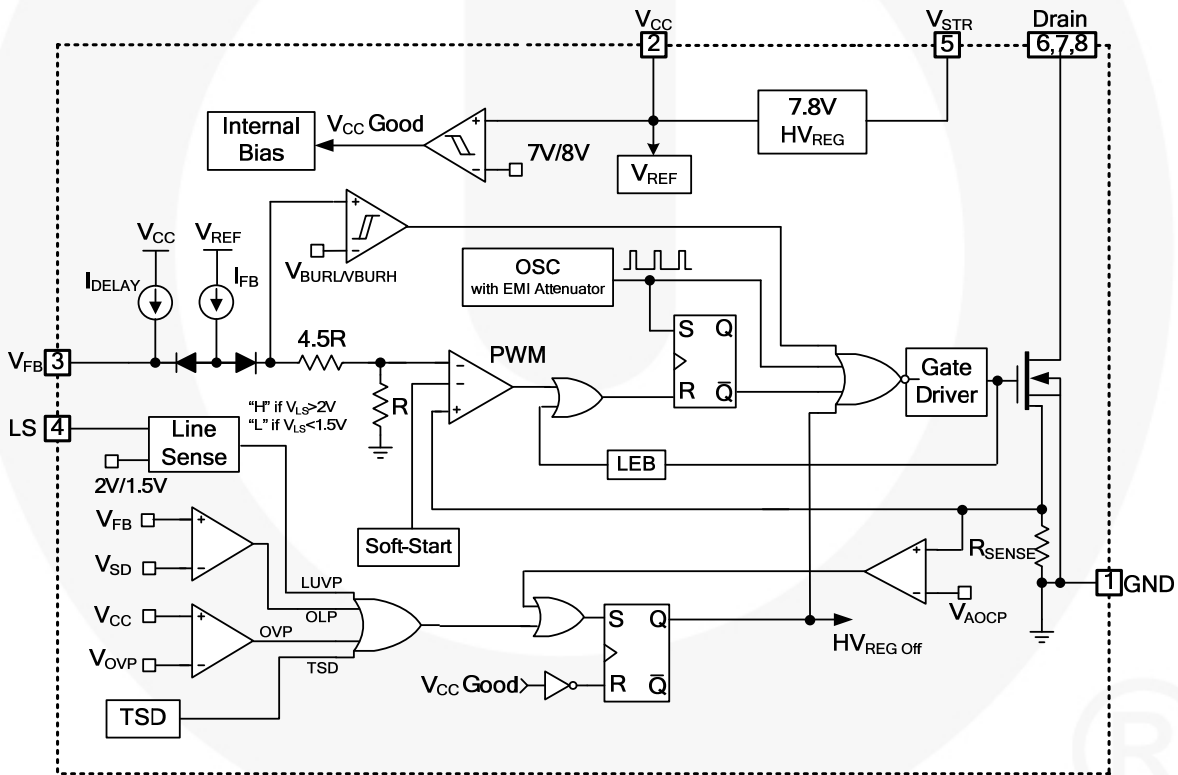 VCC
VSTR
Drain
2
5
6,7,8
7.8V
HVREG
Internal
Bias
VCC Good
+
−
7V/8V
VREF
VCC
VREF
+
−
VBURL/VBURH
OSC
with EMI Attenuator
IDELAY
IFB
S Q
R Q̅
VFB 3
4.5R
PWM
−
−
+
R
Gate
Driver
LS 4
Line
Sense
“H” if VLS>2V
“L” if VLS<1.5V
2V/1.5V
LEB
VFB
+
VSD
−
Soft-Start
RSENSE
+
−
VAOCP
1 GND
LUVP
OLP
OVP
TSD
VCC
+
VOVP
−
S Q
R Q̅
HVREG Off
VCC Good
TSD
®